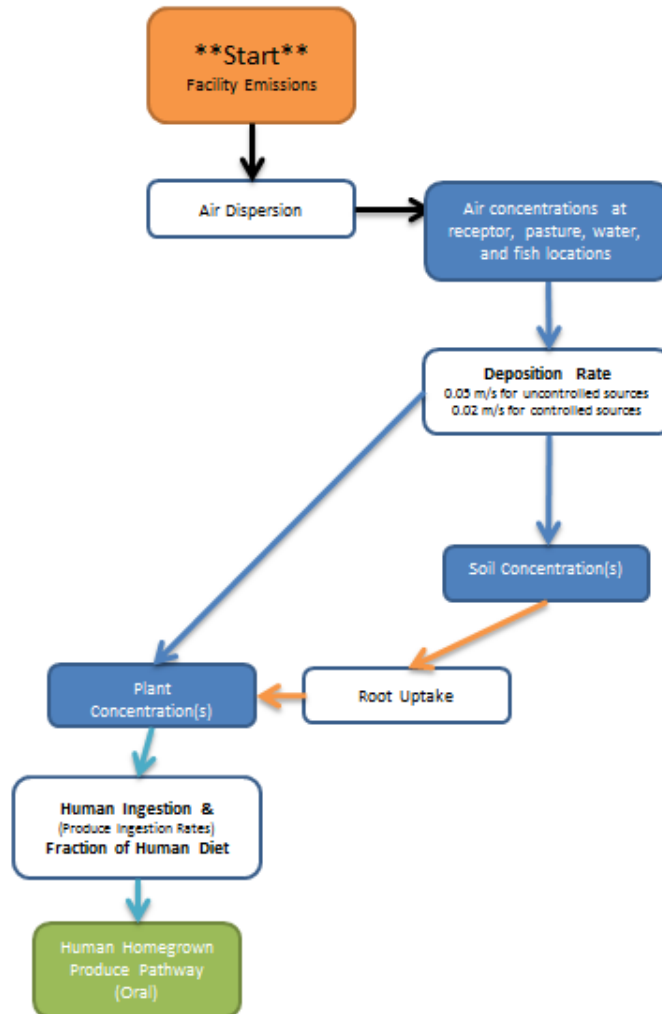 **Start**
Facility Emissions
Air Dispersion
Air concentrations at
receptor, pasture, water,
and fish locations
Deposition Rate
0.05 m/s for uncontrolled sources
0.02 m/s for controlled sources
Soil Concentration(s)
Root Uptake
Plant
Concentration(s)
Human Ingestion &
(Produce Ingestion Rates)
Fraction of Human Diet
Human Homegrown
Produce Pathway
(Oral)